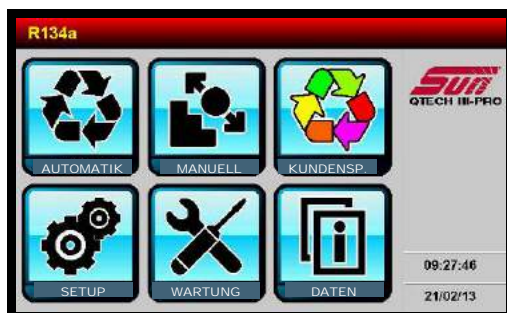 R134a
Sun
QTECH III-PRO
AUTOMATIK
MANUELL
KUNDENSP.
SETUP
WARTUNG
DATEN
09:27:46
21/02/13